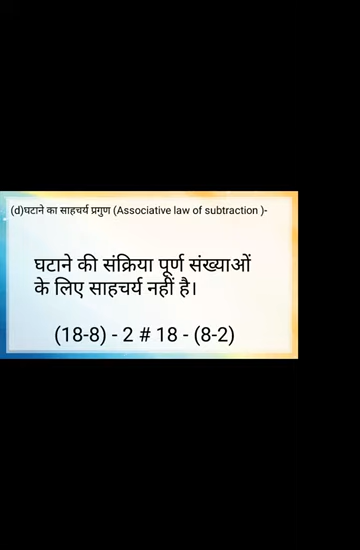 (d)घटाने का साहचर्य प्रगुण (Associative law of subtraction )-
घटाने की संक्रिया पूर्ण संख्याओं
के लिए साहचर्य नहीं है।
(18-8) - 2 # 18 - (8-2)